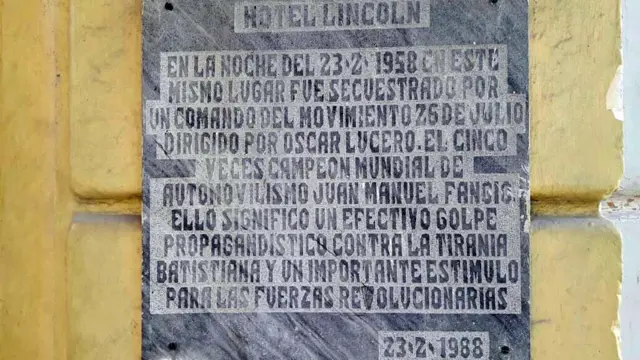 HOTEL LINCOLN
EN LA NOCHE DEL 23·2·1958 EN ESTE
MISMO LUGAR FUE SECUESTRADO POR
UN COMANDO DEL MOVIMIENTO 26 DE JULIO
DIRIGIDO POR OSCAR LUCERO. EL CINCO
VECES CAMPEON MUNDIAL DE
AUTOMOVILISMO JUAN MANUEL FANGIO
ELLO SIGNIFICO UN EFECTIVO GOLPE
PROPAGANDISTICO CONTRA LA TIRANIA
BATISTIANA Y UN IMPORTANTE ESTIMULO
PARA LAS FUERZAS REVOLUCIONARIAS
23·2·1988